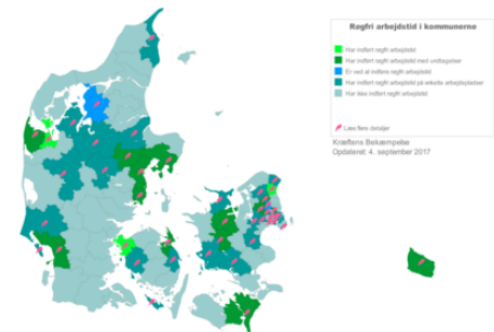 Røgfri arbejdstid i kommunerne
Har indført røgfri arbejdstid
Har indført røgfri arbejdstid med undtagelser
Er ved at indføre røgfri arbejdstid
Har indført røgfri arbejdstid på enkelte arbejdspladser
Har ikke indført røgfri arbejdstid
Læs flere detaljer
Kræftens Bekæmpelse
Opdateret: 4. september 2017